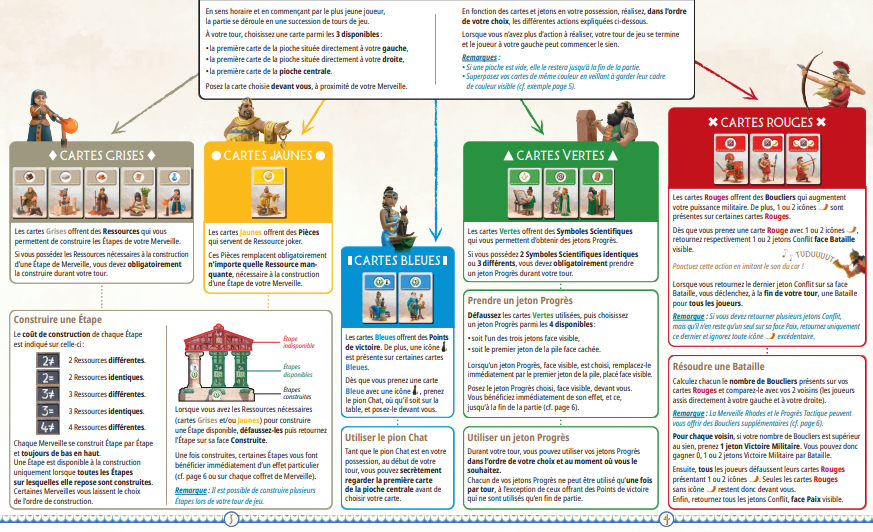 En sens horaire et en commençant par le plus jeune joueur,
la partie se déroule en une succession de tours de jeu.
À votre tour, choisissez une carte parmi les 3 disponibles :
• la première carte de la pioche située directement à votre gauche,
• la première carte de la pioche située directement à votre droite,
• la première carte de la pioche centrale.
Posez la carte choisie devant vous, à proximité de votre Merveille.
En fonction des cartes et jetons en votre possession, réalisez, dans l'ordre
de votre choix, les différentes actions expliquées ci-dessous.
Lorsque vous n'avez plus d'action à réaliser, votre tour de jeu se termine
et le joueur à votre gauche peut commencer le sien.
Remarques :
• Si une pioche est vide, elle le restera jusqu'à la fin de la partie.
• Superposez vos cartes de même couleur en veillant à garder leur cadre
de couleur visible (cf. exemple page 5).
CARTES GRISES
Les cartes Grises offrent des Ressources qui vous
permettent de construire les Étapes de votre Merveille.
Si vous possédez les Ressources nécessaires à la construction
d'une Étape de Merveille, vous devez obligatoirement
la construire durant votre tour.
CARTES JAUNES
Les cartes Jaunes offrent des Pièces
qui servent de Ressource joker.
Ces Pièces remplacent obligatoirement
n'importe quelle Ressource man-
quante, nécessaire à la construction
d'une Étape de votre Merveille.
Construire une Étape
Le coût de construction de chaque Étape
est indiqué sur celle-ci :
2≠ 2 Ressources différentes.
2= 2 Ressources identiques.
3≠ 3 Ressources différentes.
3= 3 Ressources identiques.
4≠ 4 Ressources différentes.
Chaque Merveille se construit Étape par Étape
et toujours de bas en haut.
Une Étape est disponible à la construction
uniquement lorsque toutes les Étapes
sur lesquelles elle repose sont construites.
Certaines Merveilles vous laissent le choix
de l'ordre de construction.
Étape
indisponible
Étapes
disponibles
Étapes
construites
Lorsque vous avez les Ressources nécessaires
(cartes Grises et/ou Jaunes) pour construire
une Étape disponible, défaussez-les puis retournez
l'Étape sur sa face Construite.
Une fois construites, certaines Étapes vous font
bénéficier immédiatement d'un effet particulier
(cf. page 6 ou sur chaque coffret de Merveille).
Remarque : Il est possible de construire plusieurs
Étapes lors de votre tour de jeu.
CARTES BLEUES
Les cartes Bleues offrent des Points
de victoire. De plus, une icône
est présente sur certaines cartes
Bleues.
Dès que vous prenez une carte
Bleue avec une icône , prenez
le pion Chat, où qu'il soit sur la
table, et posez-le devant vous.
Utiliser le pion Chat
Tant que le pion Chat est en votre
possession, au début de votre
tour, vous pouvez secrètement
regarder la première carte
de la pioche centrale avant de
choisir votre carte.
CARTES VERTES
Les cartes Vertes offrent des Symboles Scientifiques
qui vous permettent d'obtenir des jetons Progrès.
Si vous possédez 2 Symboles Scientifiques identiques
ou 3 différents, vous devez obligatoirement prendre
un jeton Progrès durant votre tour.
Prendre un jeton Progrès
Défaussez les cartes Vertes utilisées, puis choisissez
un jeton Progrès parmi les 4 disponibles :
• soit l'un des trois jetons face visible,
• soit le premier jeton de la pile face cachée.
Lorsqu'un jeton Progrès, face visible, est choisi, remplacez-le
immédiatement par le premier jeton de la pile, placé face visible.
Posez le jeton Progrès choisi, face visible, devant vous.
Vous bénéficiez immédiatement de son effet, et ce,
jusqu'à la fin de la partie (cf. page 6).
Utiliser un jeton Progrès
Durant votre tour, vous pouvez utiliser vos jetons Progrès
dans l'ordre de votre choix et au moment où vous le
souhaitez.
Chacun de vos jetons Progrès ne peut être utilisé qu'une fois
par tour, à l'exception de ceux offrant des Points de victoire
qui ne sont utilisés qu'en fin de partie.
CARTES ROUGES
Les cartes Rouges offrent des Boucliers qui augmentent
votre puissance militaire. De plus, 1 ou 2 icônes sont
présentes sur certaines cartes Rouges.
Dès que vous prenez une carte Rouge avec 1 ou 2 icônes ,
retournez respectivement 1 ou 2 jetons Conflit face Bataille
visible.
Ponctuez cette action en imitant le son du cor !
TUDUUUUT
Lorsque vous retournez le dernier jeton Conflit sur sa face
Bataille, vous déclenchez, à la fin de votre tour, une Bataille
pour tous les joueurs.
Remarque : Si vous devez retourner plusieurs jetons Conflit,
mais qu'il n'en reste qu'un seul sur sa face Paix, retournez uniquement
ce dernier et ignorez toute icône excédentaire.
Résoudre une Bataille
Calculez chacun le nombre de Boucliers présents sur vos
cartes Rouges et comparez-le avec vos 2 voisins (les joueurs
assis directement à votre gauche et à votre droite).
Remarque : La Merveille Rhodes et le Progrès Tactique peuvent
vous offrir des Boucliers supplémentaires (cf. page 6).
Pour chaque voisin, si votre nombre de Boucliers est supérieur
au sien, prenez 1 jeton Victoire Militaire. Vous pouvez donc
gagner 0, 1 ou 2 jetons Victoire Militaire par Bataille.
Ensuite, tous les joueurs défaussent leurs cartes Rouges
présentant 1 ou 2 icônes . Seules les cartes Rouges
sans icône restent donc devant vous.
Enfin, retournez tous les jetons Conflit, face Paix visible.
3
4